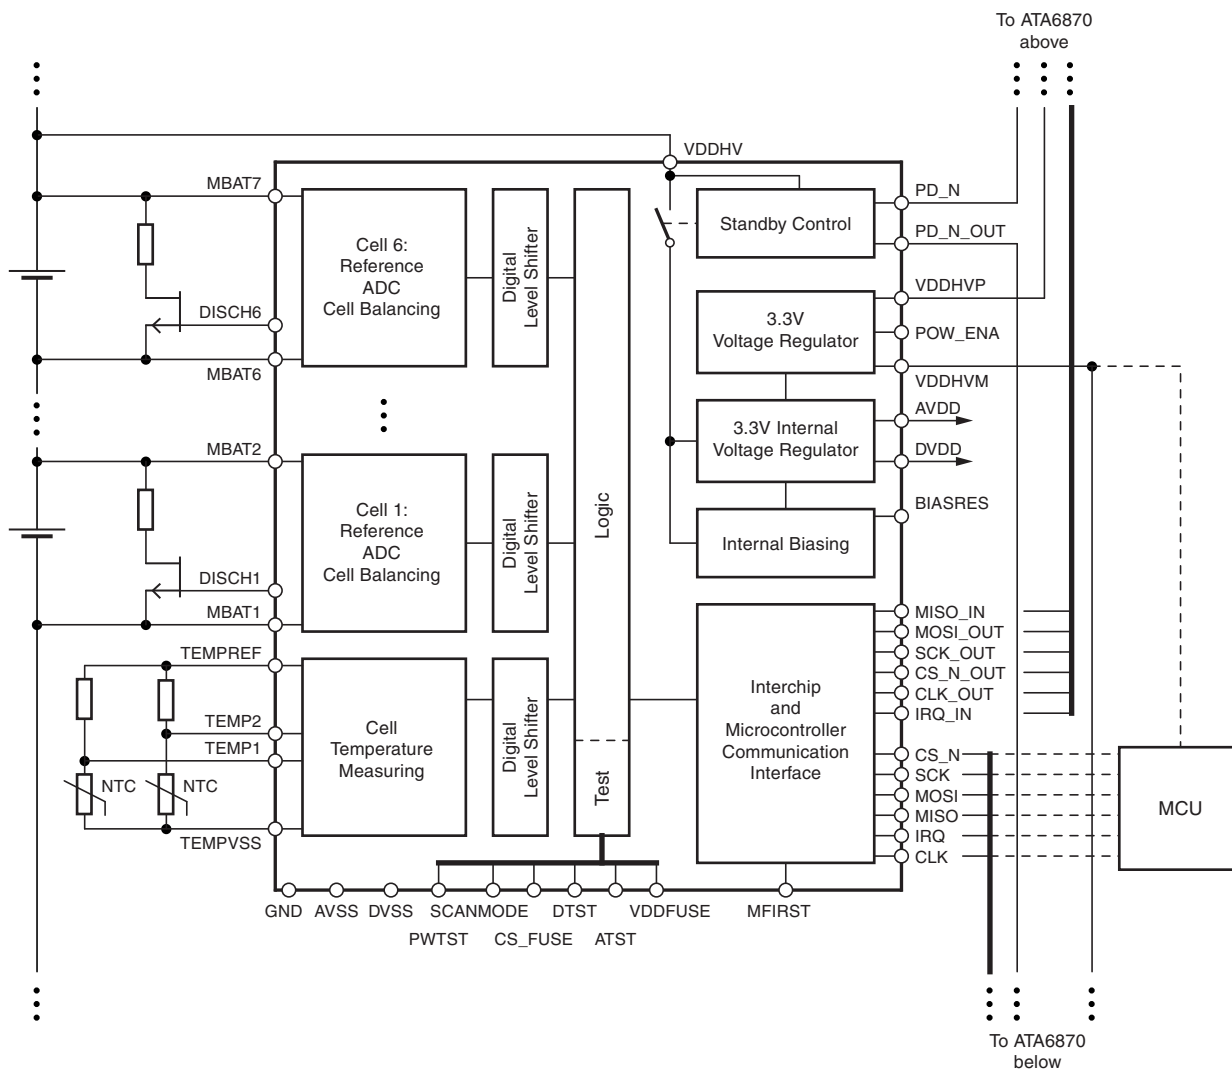 To ATA6870
above
VDDHV
MBAT7
PD_N
Cell 6:
Reference
ADC
Cell Balancing
Digital
Level Shifter
Standby Control
PD_N_OUT
VDDHVP
DISCH6
3.3V
Voltage Regulator
POW_ENA
MBAT6
VDDHVM
AVDD
3.3V Internal
Voltage Regulator
MBAT2
DVDD
Cell 1:
Reference
ADC
Cell Balancing
Digital
Level Shifter
Logic
BIASRES
Internal Biasing
DISCH1
MBAT1
MISO_IN
MOSI_OUT
SCK_OUT
CS_N_OUT
CLK_OUT
IRQ_IN
TEMPREF
Cell
Temperature
Measuring
Digital
Level Shifter
Interchip
and
Microcontroller
Communication
Interface
TEMP2
TEMP1
NTC
NTC
Test
CS_N
SCK
MOSI
MISO
IRQ
CLK
MCU
TEMPVSS
GND
AVSS
DVSS
SCANMODE
DTST
VDDFUSE
MFIRST
PWTST
CS_FUSE
ATST
To ATA6870
below